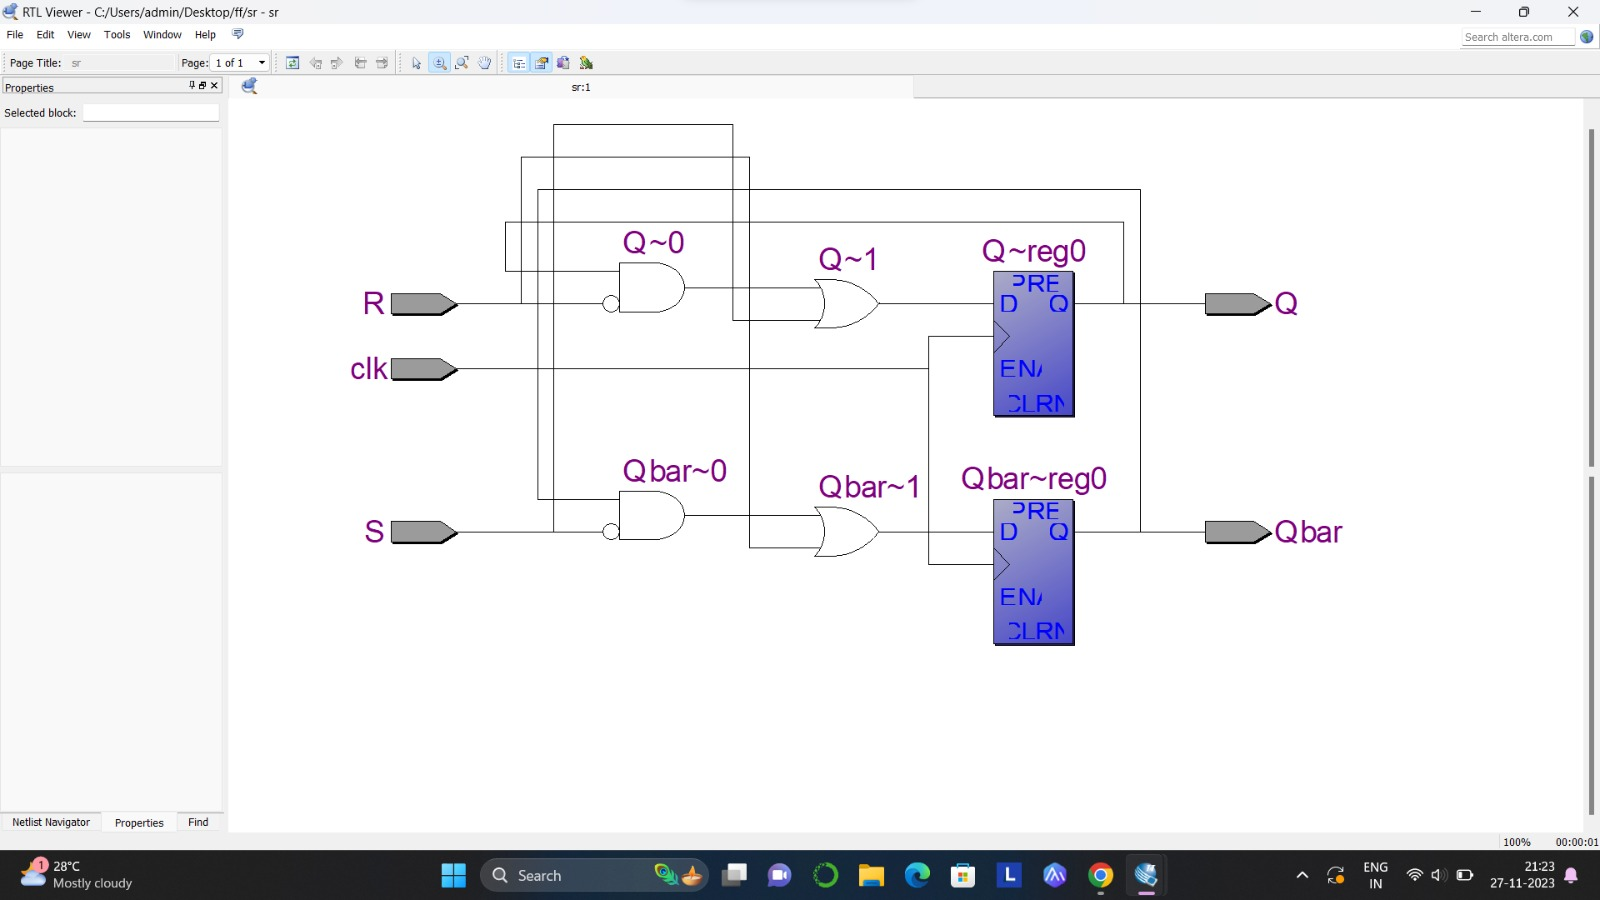 RTL Viewer - C:/Users/admin/Desktop/ff/sr - sr
File Edit View Tools Window Help
Search altera.com
Page Title: sr Page: 1 of 1
Properties
sr:1
Selected block:
Q~0
Q~1
Q~reg0
PRE
D Q
R
Q
clk
ENA
CLRN
Qbar~0
Qbar~1
Qbar~reg0
PRE
D Q
S
Qbar
ENA
CLRN
Netlist Navigator Properties Find
100% 00:00:01
1
28°C
Mostly cloudy
Search
L
ENG
IN
21:23
27-11-2023